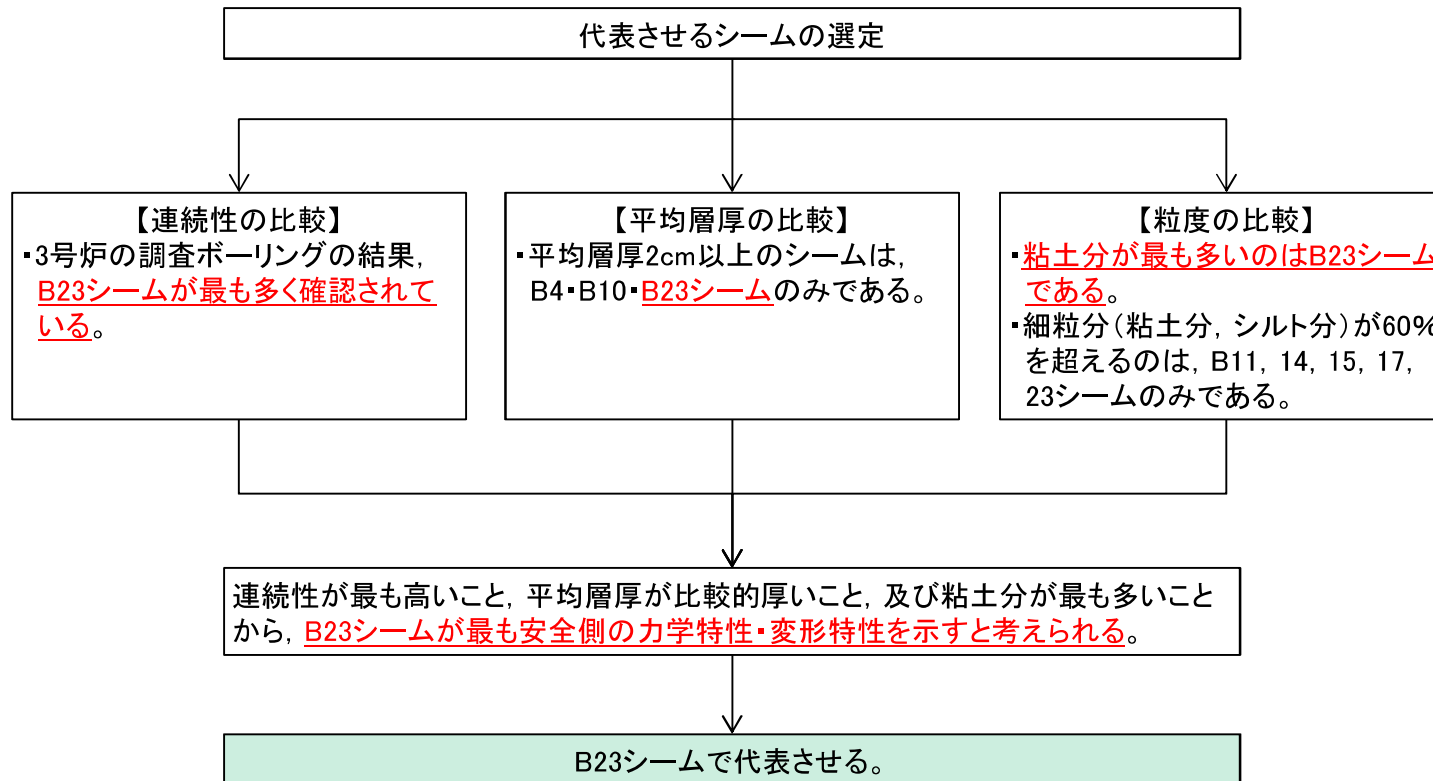 代表させるシームの選定
【連続性の比較】
▪3号炉の調査ボーリングの結果,
B23シームが最も多く確認されて
いる。
【平均層厚の比較】
▪平均層厚2cm以上のシームは,
B4▪B10▪B23シームのみである。
【粒度の比較】
▪粘土分が最も多いのはB23シーム
である。
▪細粒分(粘土分, シルト分)が60%
を超えるのは, B11, 14, 15, 17,
23シームのみである。
連続性が最も高いこと, 平均層厚が比較的厚いこと, 及び粘土分が最も多いこと
から, B23シームが最も安全側の力学特性▪変形特性を示すと考えられる。
B23シームで代表させる。